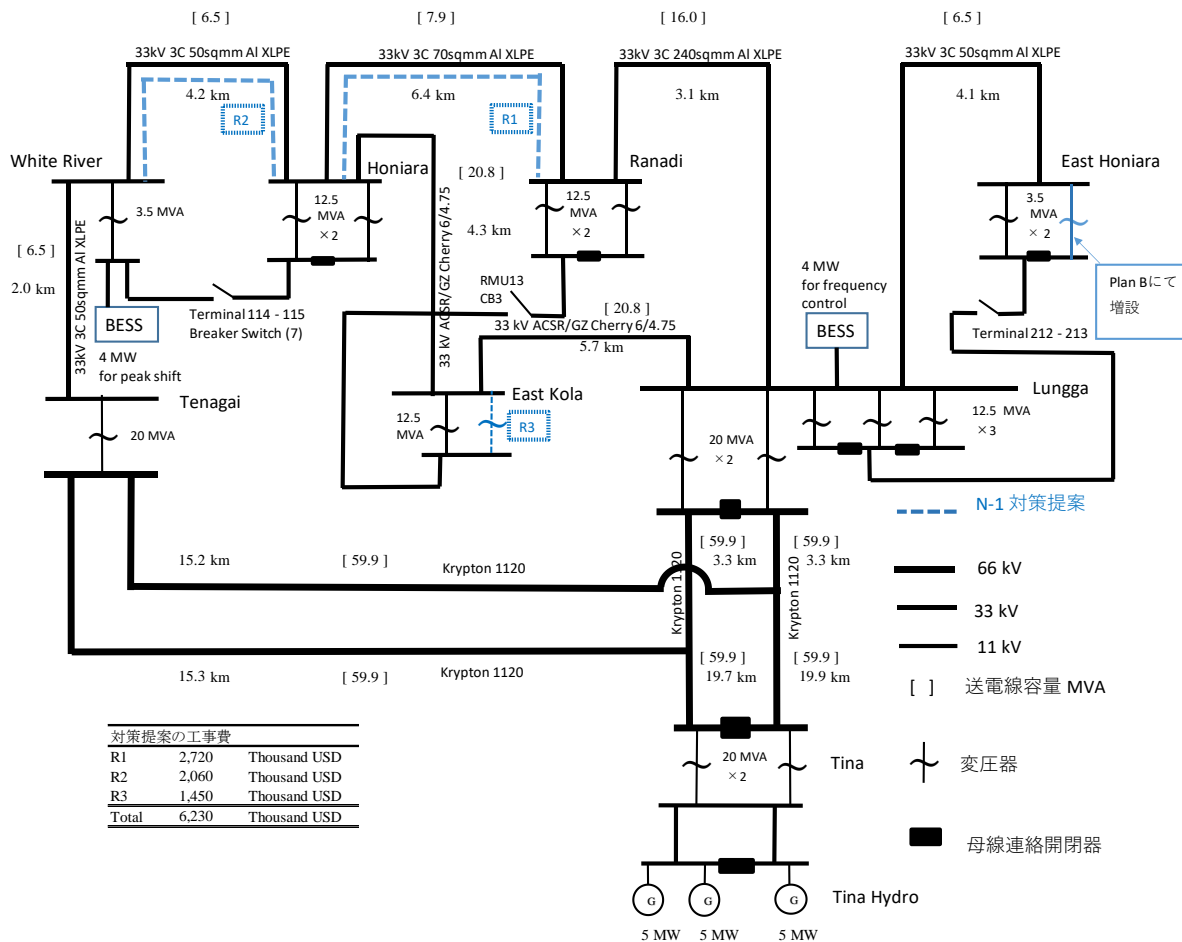 [ 6.5 ]
[ 7.9 ]
[ 16.0 ]
[ 6.5 ]
33kV 3C 50sqmm Al XLPE
33kV 3C 70sqmm Al XLPE
33kV 3C 240sqmm Al XLPE
33kV 3C 50sqmm Al XLPE
4.2 km
6.4 km
3.1 km
4.1 km
R2
R1
White River
Honiara
[ 20.8 ]
Ranadi
East Honiara
3.5 MVA
12.5
MVA
×2
4.3 km
12.5
MVA
×2
3.5
MVA
×2
[ 6.5 ]
2.0 km
33kV 3C 50sqmm Al XLPE
33 kV ACSR/GZ Cherry 6/4.75
RMU13
CB3
4 MW
for frequency
control
BESS
Plan Bにて
増設
BESS
Terminal 114 - 115
Breaker Switch (7)
[ 20.8 ]
33 kV ACSR/GZ Cherry 6/4.75
5.7 km
Terminal 212 - 213
4 MW
for peak shift
Tenagai
East Kola
Lungga
20 MVA
12.5
MVA
R3
20 MVA
×2
12.5 MVA
×3
N-1 対策提案
15.2 km
[ 59.9 ]
Krypton 1120
[ 59.9 ]
3.3 km
[ 59.9 ]
3.3 km
Krypton 1120
Krypton 1120
66 kV
33 kV
11 kV
15.3 km
[ 59.9 ]
Krypton 1120
[ 59.9 ]
19.7 km
[ 59.9 ]
19.9 km
[ ] 送電線容量 MVA
対策提案の工事費
R1 2,720 Thousand USD
R2 2,060 Thousand USD
R3 1,450 Thousand USD
Total 6,230 Thousand USD
20 MVA
×2
Tina
変圧器
母線連絡開閉器
G
G
G
Tina Hydro
5 MW
5 MW
5 MW